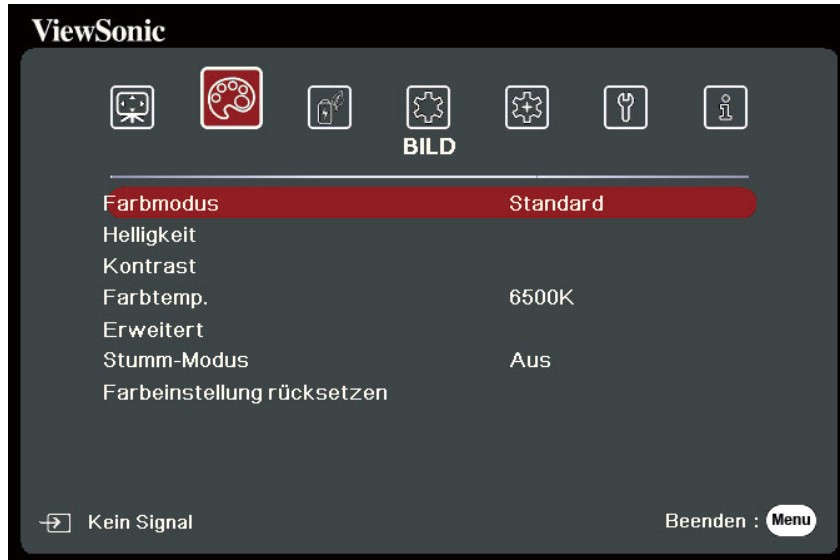 ViewSonic
BILD
Farbmodus Standard
Helligkeit
Kontrast
Farbtemp. 6500K
Erweitert
Stumm-Modus Aus
Farbeinstellung rücksetzen
Kein Signal Beenden : Menu